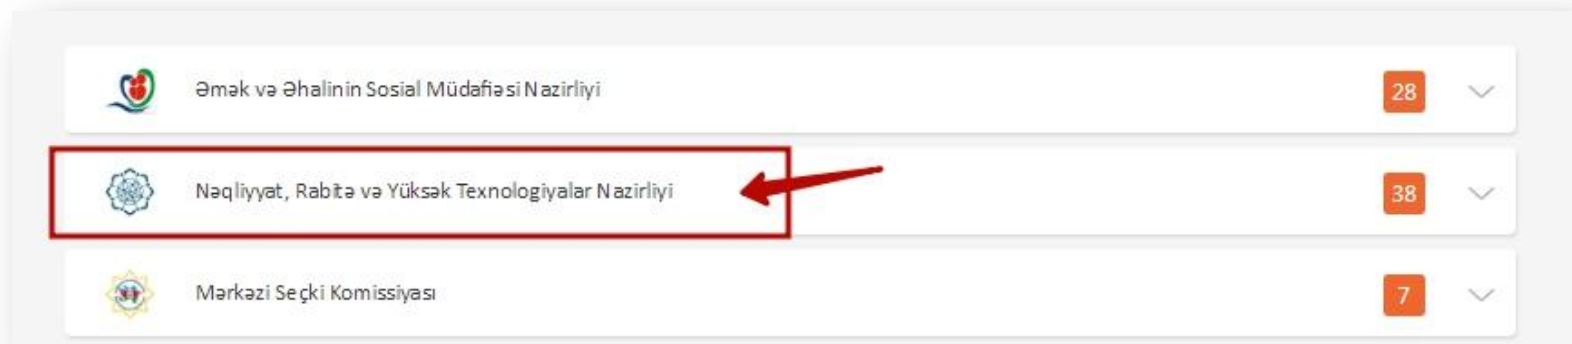 Əmək və Əhalinin Sosial Müdafiəsi Nazirliyi 28
Nəqliyyat, Rabitə və Yüksək Texnologiyalar Nazirliyi 38
Mərkəzi Seçki Komissiyası 7